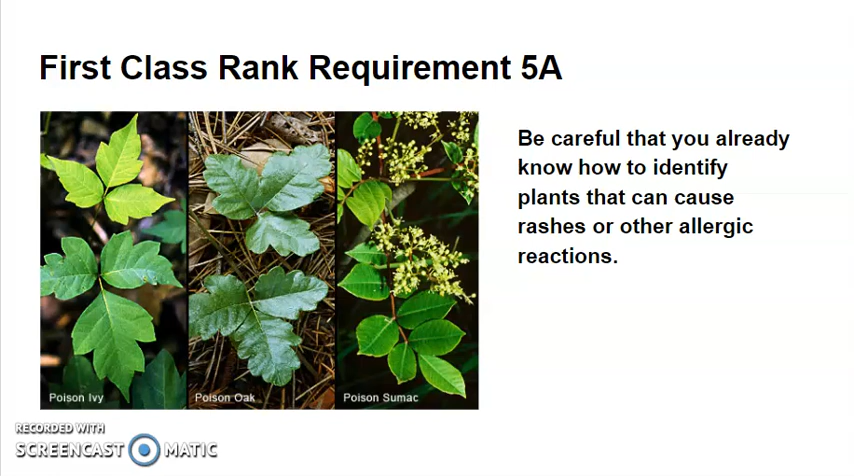 First Class Rank Requirement 5A
Be careful that you already
know how to identify
plants that can cause
rashes or other allergic
reactions.
Poison Ivy
Poison Oak
Poison Sumac
RECORDED WITH
SCREENCAST MATIC